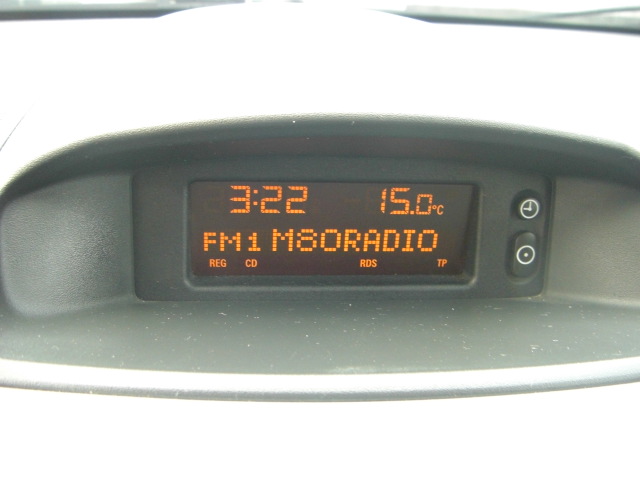 3:22 15.0°C
FM1 M80RADIO
REG CD RDS TP